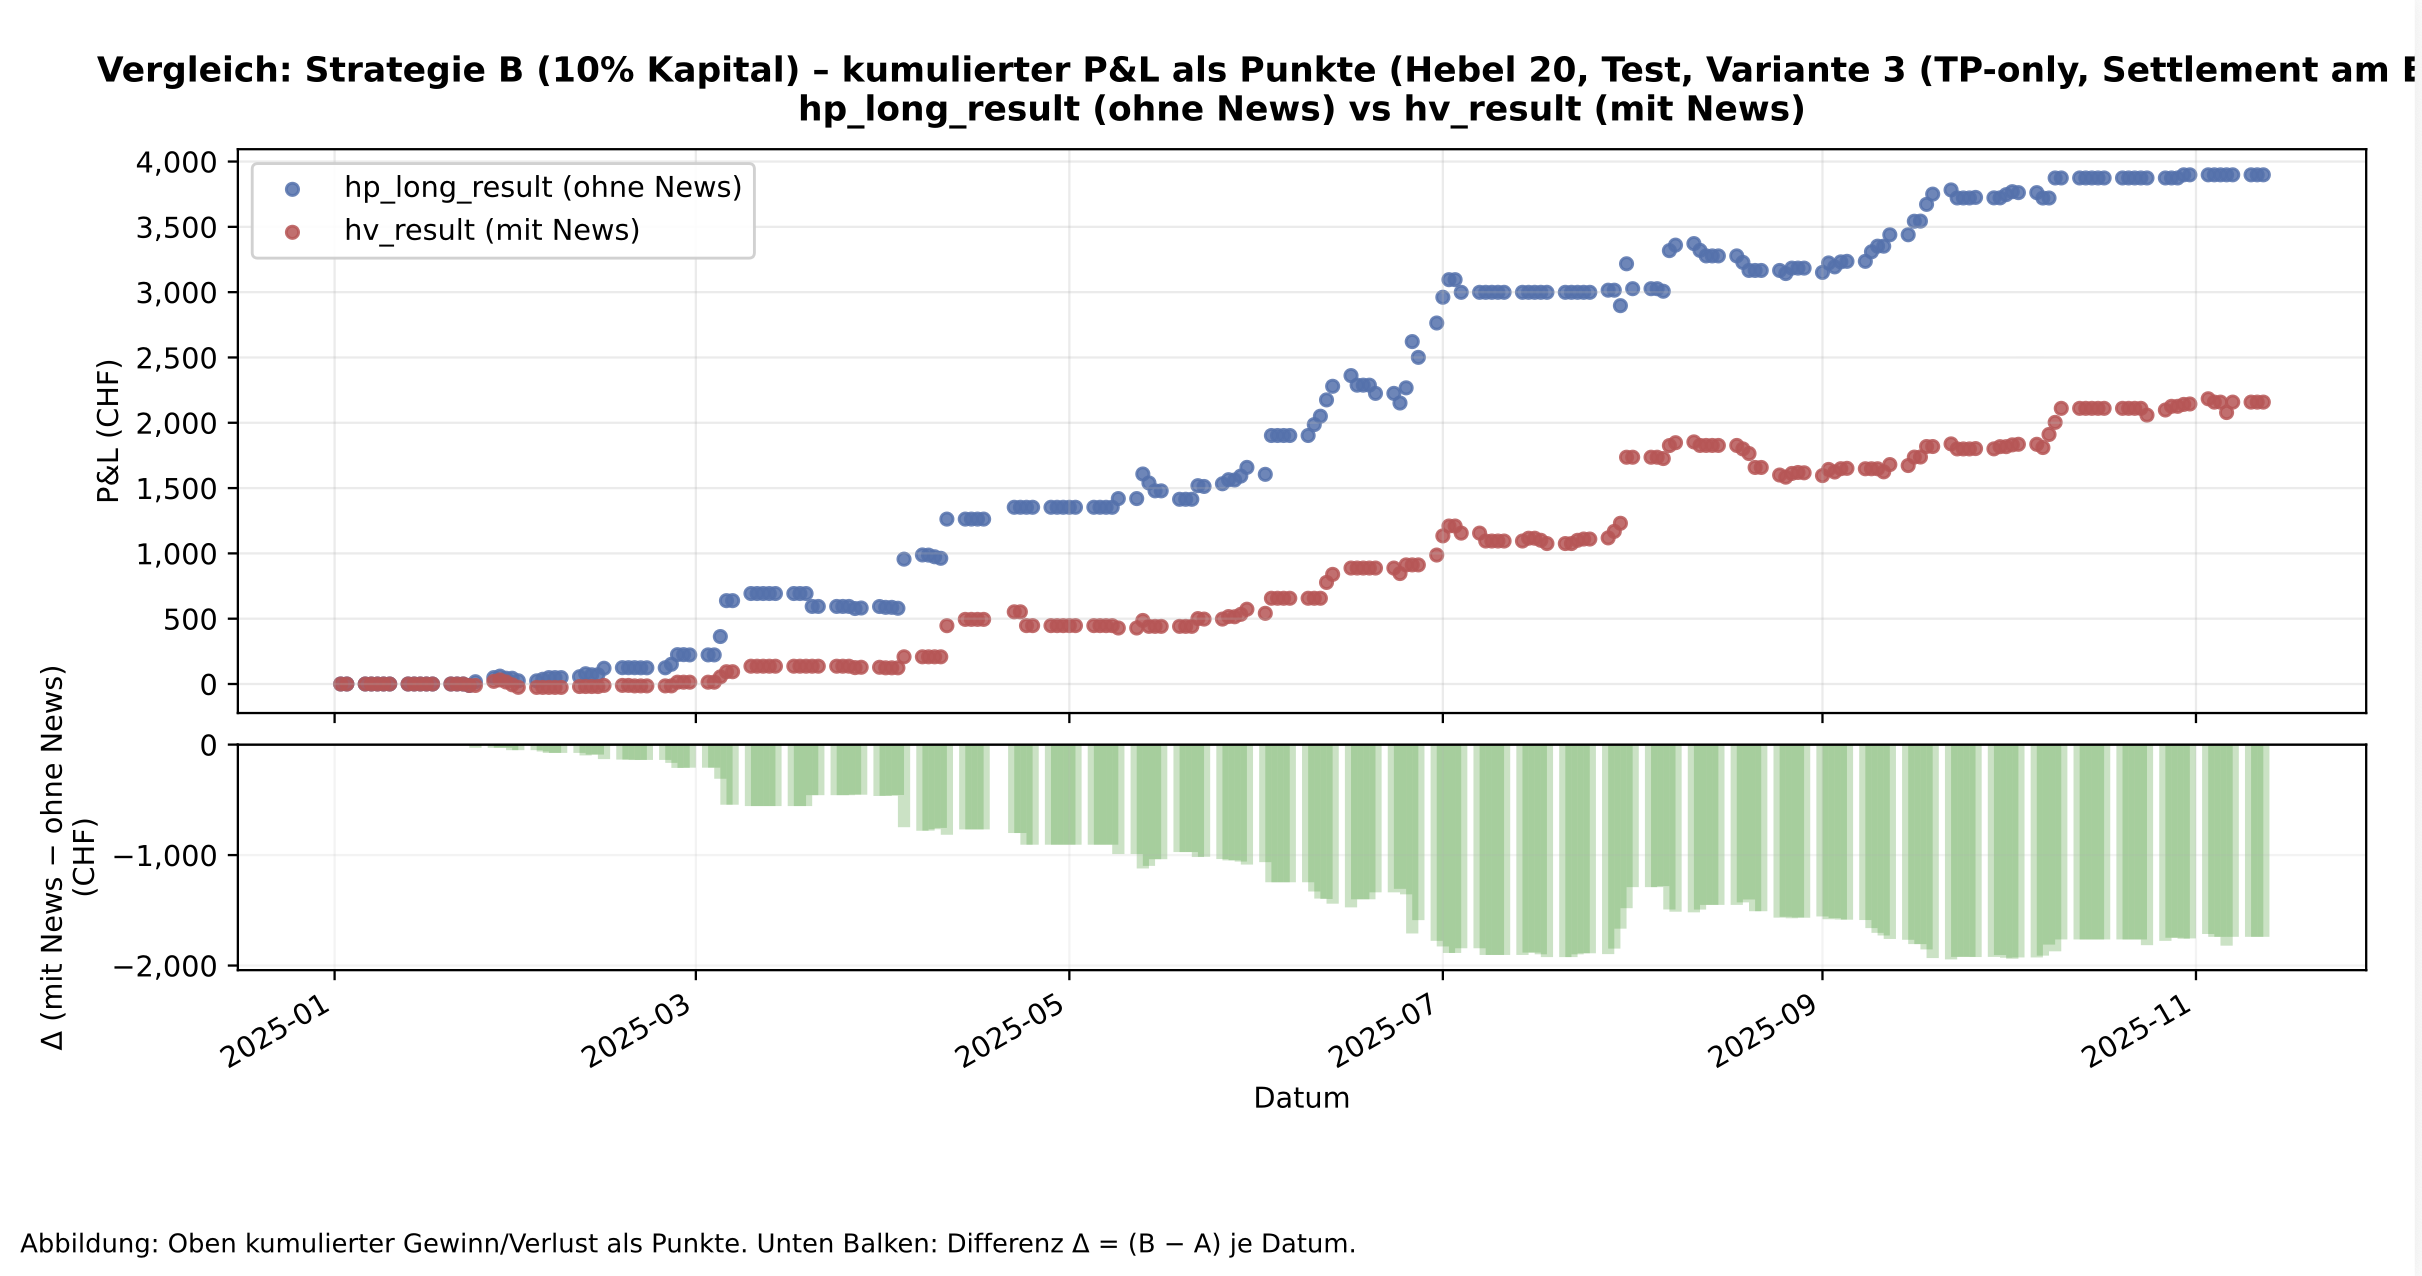 Vergleich: Strategie B (10% Kapital) – kumulierter P&L als Punkte (Hebel 20, Test, Variante 3 (TP-only, Settlement am
hp_long_result (ohne News) vs hv_result (mit News)
4,000
3,500
3,000
2,500
2,000
1,500
1,000
500
0
P&L (CHF)
hp_long_result (ohne News)
hv_result (mit News)
0
−1,000
−2,000
Δ (mit News − ohne News)
(CHF)
2025-01
2025-03
2025-05
2025-07
2025-09
2025-11
Datum
Abbildung: Oben kumulierter Gewinn/Verlust als Punkte. Unten Balken: Differenz Δ = (B − A) je Datum.